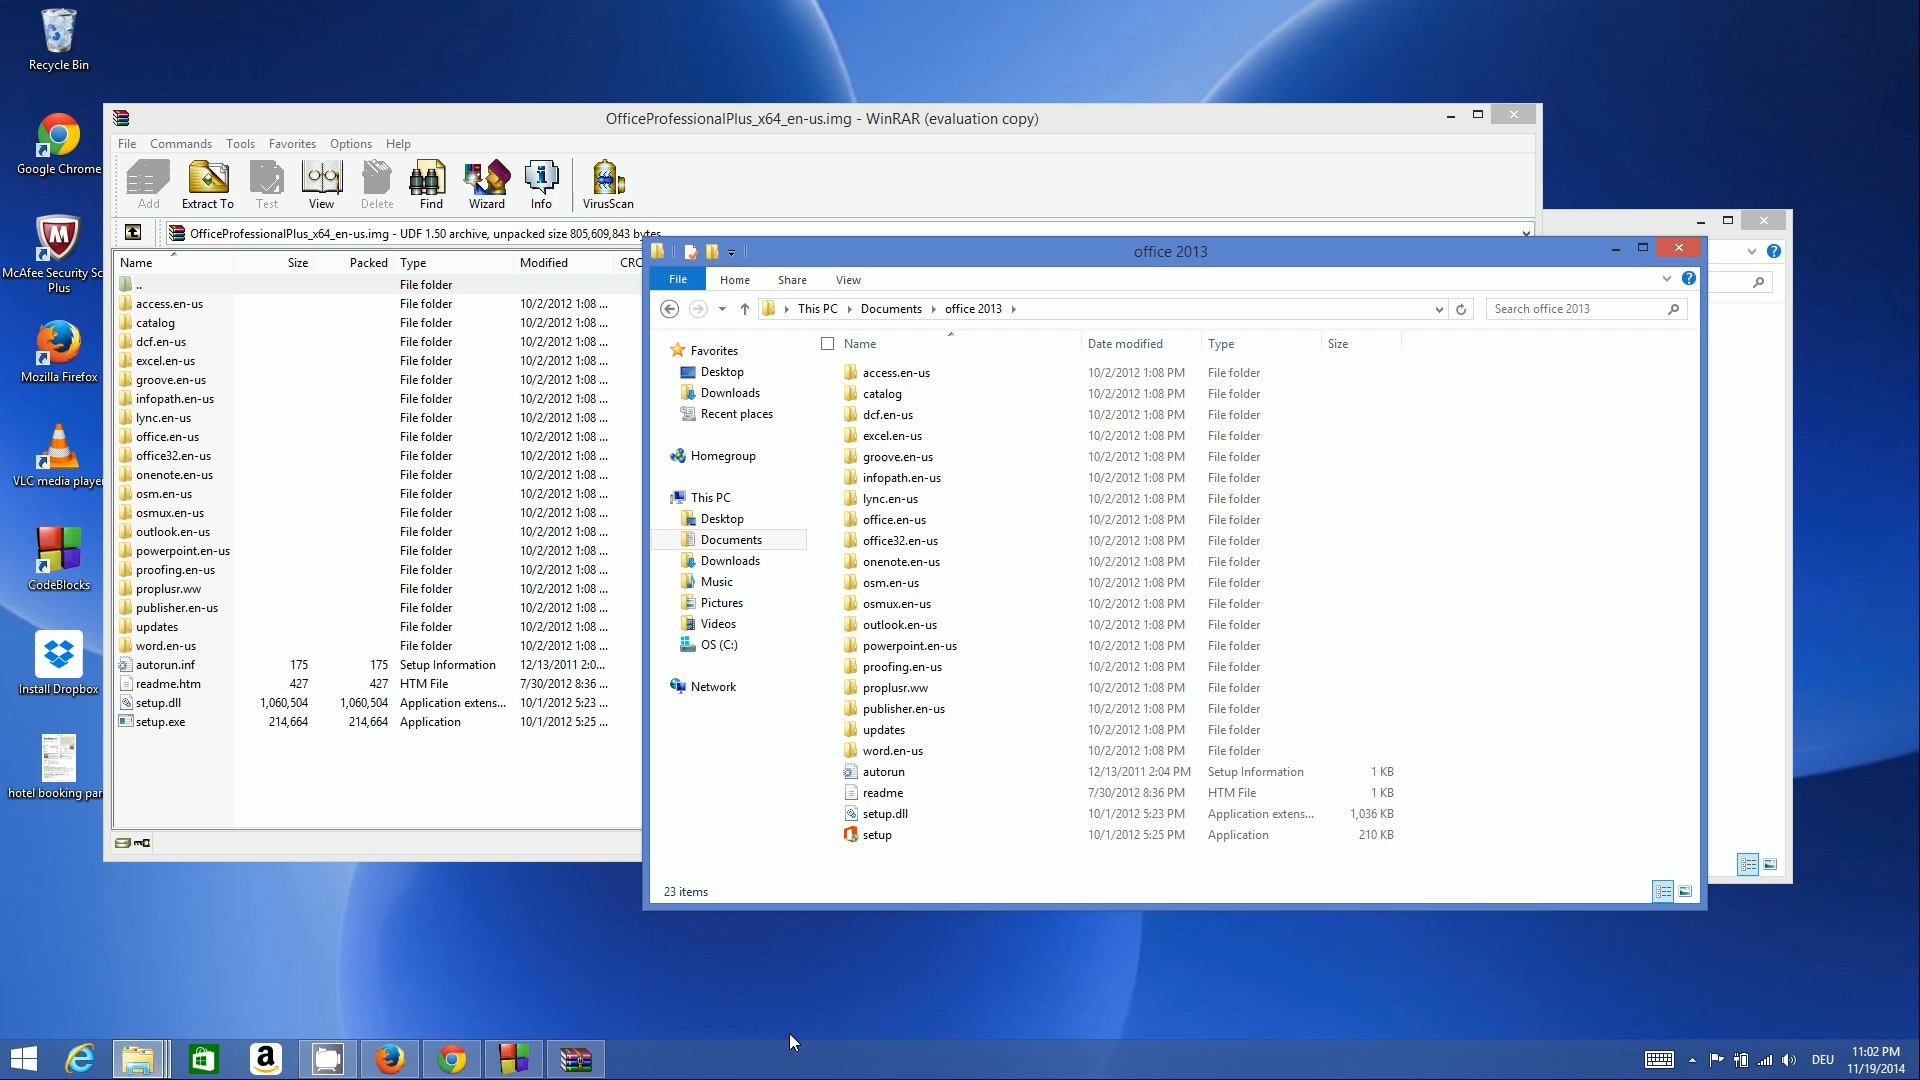 Recycle Bin
Google Chrome
McAfee Security Sc
Plus
Mozilla Firefox
VLC media player
CodeBlocks
Install Dropbox
hotel booking par
OfficeProfessionalPlus_x64_en-us.img - WinRAR (evaluation copy)
File Commands Tools Favorites Options Help
Add Extract To Test View Delete Find Wizard Info VirusScan
OfficeProfessionalPlus_x64_en-us.img - UDF 1.50 archive, unpacked size 805,609,843 bytes
Name Size Packed Type Modified CRC
.. File folder
access.en-us File folder 10/2/2012 1:08 ...
catalog File folder 10/2/2012 1:08 ...
dcf.en-us File folder 10/2/2012 1:08 ...
excel.en-us File folder 10/2/2012 1:08 ...
groove.en-us File folder 10/2/2012 1:08 ...
infopath.en-us File folder 10/2/2012 1:08 ...
lync.en-us File folder 10/2/2012 1:08 ...
office.en-us File folder 10/2/2012 1:08 ...
office32.en-us File folder 10/2/2012 1:08 ...
onenote.en-us File folder 10/2/2012 1:08 ...
osm.en-us File folder 10/2/2012 1:08 ...
osmux.en-us File folder 10/2/2012 1:08 ...
outlook.en-us File folder 10/2/2012 1:08 ...
powerpoint.en-us File folder 10/2/2012 1:08 ...
proofing.en-us File folder 10/2/2012 1:08 ...
proplusr.ww File folder 10/2/2012 1:08 ...
publisher.en-us File folder 10/2/2012 1:08 ...
updates File folder 10/2/2012 1:08 ...
word.en-us File folder 10/2/2012 1:08 ...
autorun.inf 175 175 Setup Information 12/13/2011 2:0...
readme.htm 427 427 HTM File 7/30/2012 8:36 ...
setup.dll 1,060,504 1,060,504 Application extens... 10/1/2012 5:23 ...
setup.exe 214,664 214,664 Application 10/1/2012 5:25 ...
office 2013
File Home Share View
This PC Documents office 2013
Search office 2013
Favorites
Desktop
Downloads
Recent places
Homegroup
This PC
Desktop
Documents
Downloads
Music
Pictures
Videos
OS (C:)
Network
Name Date modified Type Size
access.en-us 10/2/2012 1:08 PM File folder
catalog 10/2/2012 1:08 PM File folder
dcf.en-us 10/2/2012 1:08 PM File folder
excel.en-us 10/2/2012 1:08 PM File folder
groove.en-us 10/2/2012 1:08 PM File folder
infopath.en-us 10/2/2012 1:08 PM File folder
lync.en-us 10/2/2012 1:08 PM File folder
office.en-us 10/2/2012 1:08 PM File folder
office32.en-us 10/2/2012 1:08 PM File folder
onenote.en-us 10/2/2012 1:08 PM File folder
osm.en-us 10/2/2012 1:08 PM File folder
osmux.en-us 10/2/2012 1:08 PM File folder
outlook.en-us 10/2/2012 1:08 PM File folder
powerpoint.en-us 10/2/2012 1:08 PM File folder
proofing.en-us 10/2/2012 1:08 PM File folder
proplusr.ww 10/2/2012 1:08 PM File folder
publisher.en-us 10/2/2012 1:08 PM File folder
updates 10/2/2012 1:08 PM File folder
word.en-us 10/2/2012 1:08 PM File folder
autorun 12/13/2011 2:04 PM Setup Information 1 KB
readme 7/30/2012 8:36 PM HTM File 1 KB
setup.dll 10/1/2012 5:23 PM Application extens... 1,036 KB
setup 10/1/2012 5:25 PM Application 210 KB
23 items
DEU
11:02 PM
11/19/2014